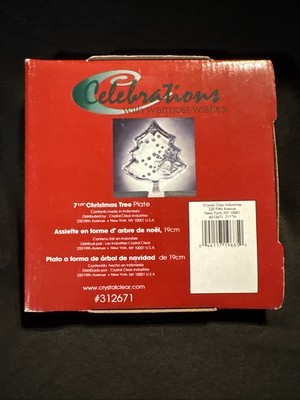 Celebrations
with warmest wishes
7 1/2" Christmas Tree Plate
Contents made in Indonesia
Distributed by : Crystal Clear Industries
220 Fifth Avenue • New York, NY 10001 U.S.A
Assiette en forme d' arbre de noël, 19cm
Contenu fait en Indonésie
Distribué par : Les Industries Crystal Clear
220 Fifth Avenue • New York, NY 10001 U.S.A
Plato a forma de árbol de navidad de 19cm
Contenido hecho en Indonesia
Distribuido por : Crystal Clear Industries
220 Fifth Avenue • New York, NY 10001 U.S.A
www.crystalclear.com
#312671
Crystal Clear Industries
220 Fifth Avenue
New York, NY 10001
#312671